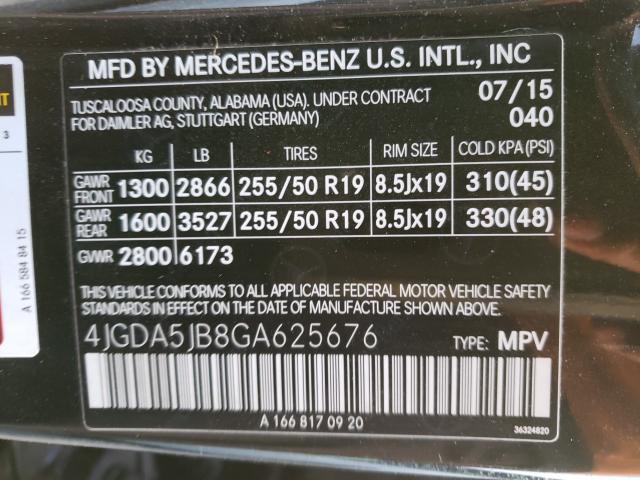 MFD BY MERCEDES-BENZ U.S. INTL., INC
TUSCALOOSA COUNTY, ALABAMA (USA). UNDER CONTRACT
FOR DAIMLER AG, STUTTGART (GERMANY)
07/15
040
KG LB TIRES RIM SIZE COLD KPA (PSI)
GAWR FRONT 1300 2866 255/50 R19 8.5Jx19 310(45)
GAWR REAR 1600 3527 255/50 R19 8.5Jx19 330(48)
GVWR 2800 6173
THIS VEHICLE CONFORMS TO ALL APPLICABLE FEDERAL MOTOR VEHICLE SAFETY
STANDARDS IN EFFECT ON THE DATE OF MANUFACTURE SHOWN ABOVE.
4JGDA5JB8GA625676 TYPE: MPV
A 166 817 09 20
36324820
A 166 584 84 15
3